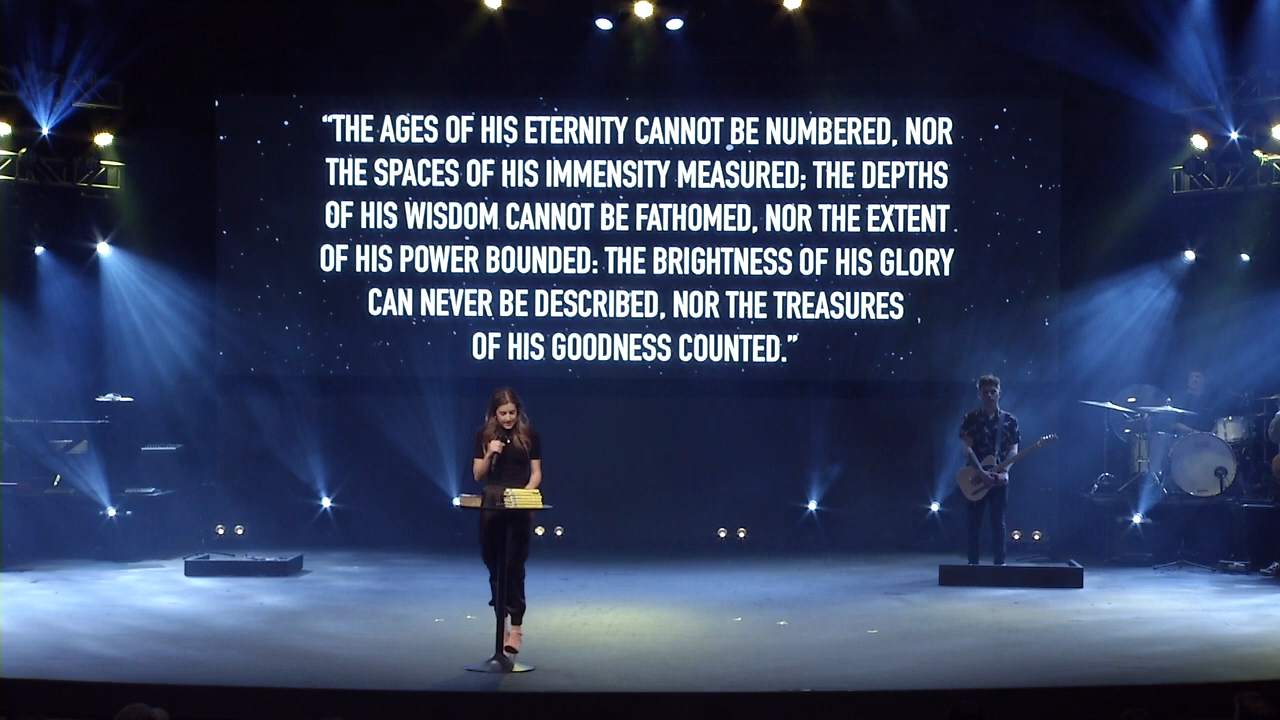 “THE AGES OF HIS ETERNITY CANNOT BE NUMBERED, NOR
THE SPACES OF HIS IMMENSITY MEASURED; THE DEPTHS
OF HIS WISDOM CANNOT BE FATHOMED, NOR THE EXTENT
OF HIS POWER BOUNDED: THE BRIGHTNESS OF HIS GLORY
CAN NEVER BE DESCRIBED, NOR THE TREASURES
OF HIS GOODNESS COUNTED.”